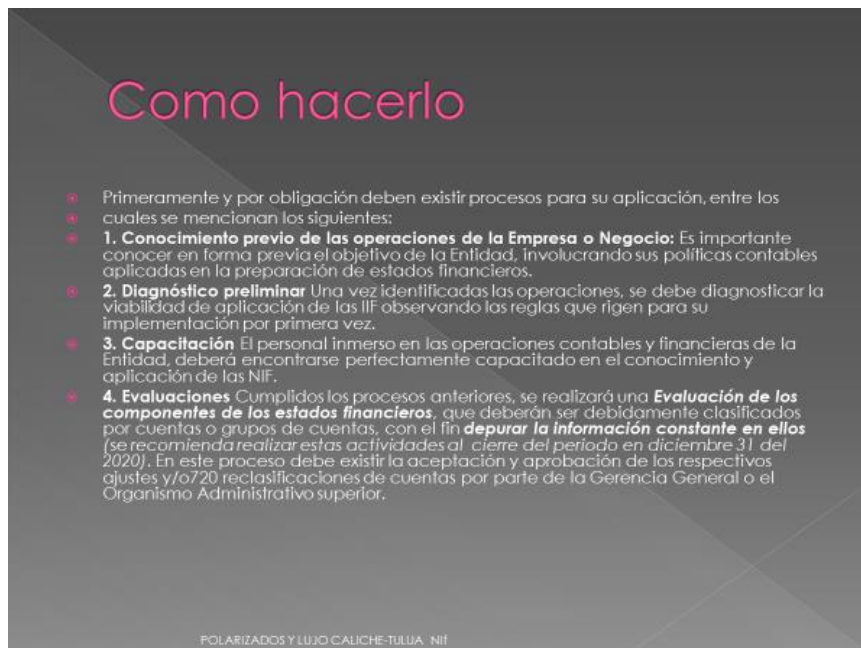 Como hacerlo
Primeramente y por obligación deben existir procesos para su aplicación, entre los
cuales se mencionan los siguientes:
1. Conocimiento previo de las operaciones de la Empresa o Negocio: Es importante
conocer en forma previa el objetivo de la Entidad, involucrando sus políticas contables
aplicadas en la preparación de estados financieros.
2. Diagnóstico preliminar Una vez identificadas las operaciones, se debe diagnosticar la
viabilidad de aplicación de las IIF observando las reglas que rigen para su
implementación por primera vez.
3. Capacitación El personal inmerso en las operaciones contables y financieras de la
Entidad, deberá encontrarse perfectamente capacitado en el conocimiento y
aplicación de las NIF.
4. Evaluaciones Cumplidos los procesos anteriores, se realizará una Evaluación de los
componentes de los estados financieros, que deberán ser debidamente clasificados
por cuentas o grupos de cuentas, con el fin depurar la información constante en ellos
(se recomienda realizar estas actividades al cierre del periodo en diciembre 31 del
2020). En este proceso debe existir la aceptación y aprobación de los respectivos
ajustes y/o720 reclasificaciones de cuentas por parte de la Gerencia General o el
Organismo Administrativo superior.
POLARIZADOS Y LUJO CALICHE-TULUA NIf